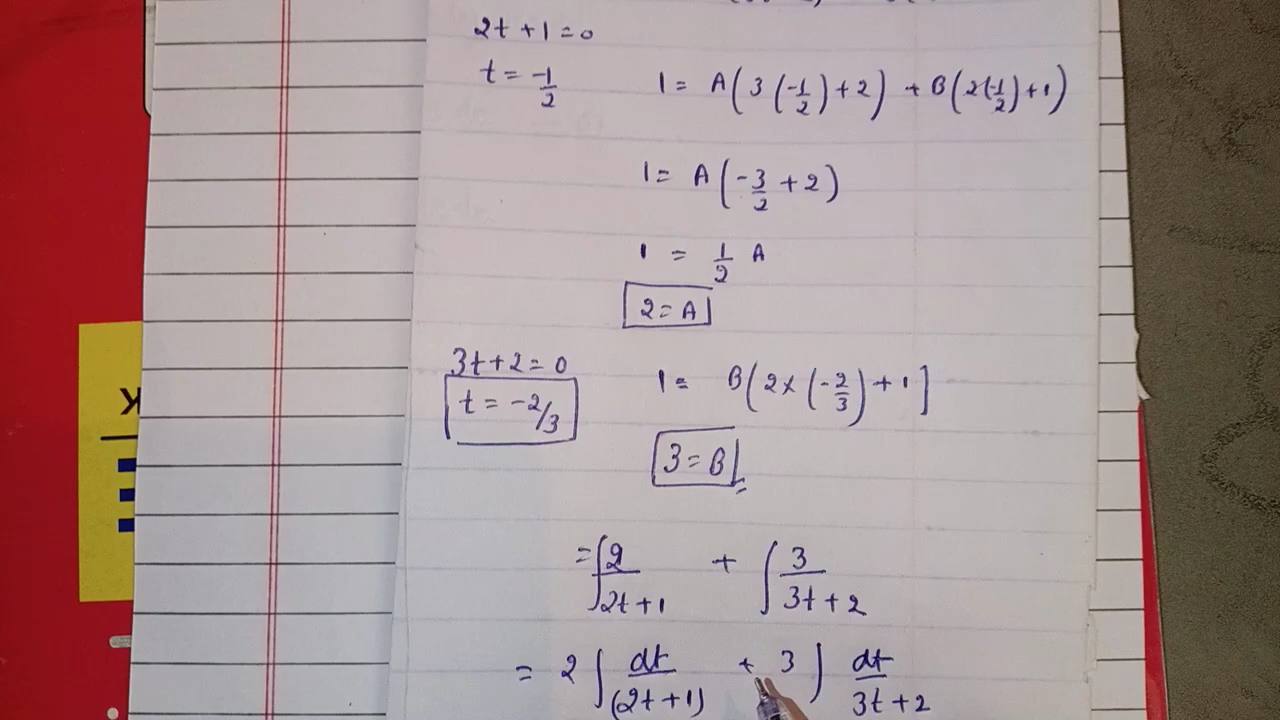 2t + 1 = 0
t = -1/2    1 = A(3(-1/2)+2) + B(2(-1/2)+1)
1 = A(-3/2 + 2)
1 = 1/2 A
2 = A
3t + 2 = 0    1 = B(2×(-2/3)+1]
t = -2/3
3 = B
= ∫ 2/(2t+1) + ∫ 3/(3t+2)
= 2 ∫ dt/(2t+1) + 3 ∫ dt/(3t+2)
K